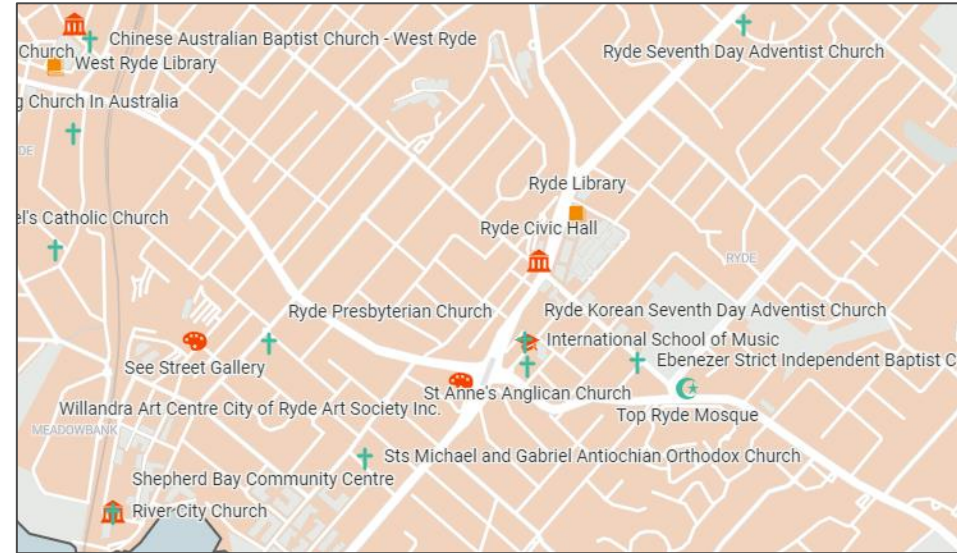 Chinese Australian Baptist Church - West Ryde
Ryde Seventh Day Adventist Church
Church
West Ryde Library
g Church In Australia
DE
Ryde Library
el's Catholic Church
Ryde Civic Hall
RYDE
Ryde Presbyterian Church
Ryde Korean Seventh Day Adventist Church
International School of Music
See Street Gallery
Ebenezer Strict Independent Baptist C
St Anne's Anglican Church
Willandra Art Centre City of Ryde Art Society Inc.
Top Ryde Mosque
MEADOWBANK
Sts Michael and Gabriel Antiochian Orthodox Church
Shepherd Bay Community Centre
River City Church